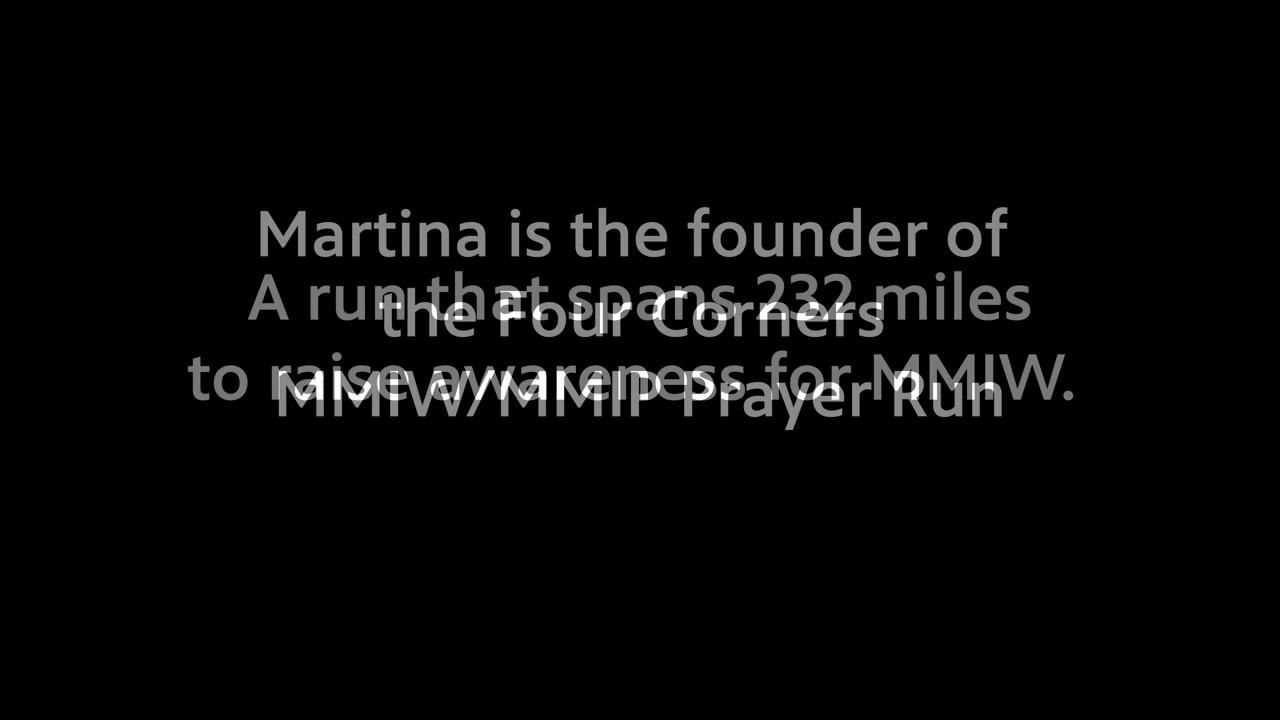 Martina is the founder of
the Four Corners
MMIW/MMIP Prayer Run
A run that spans 232 miles
to raise awareness for MMIW.